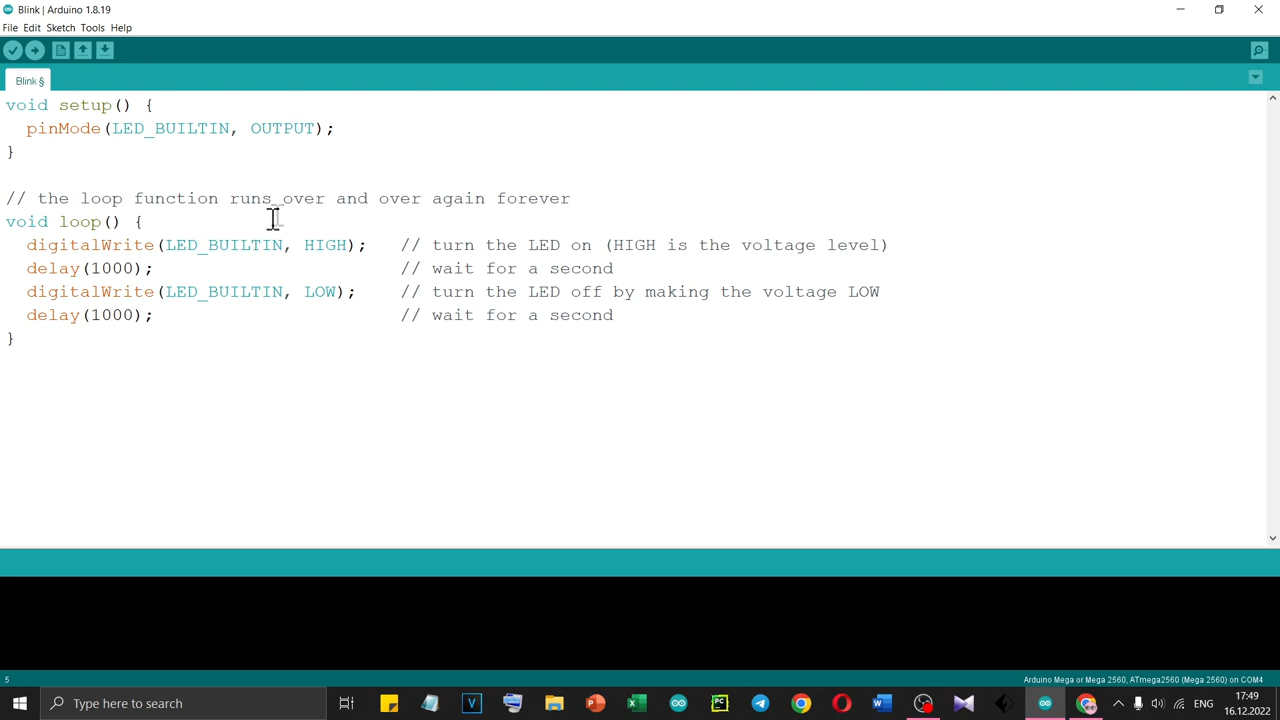 Blink | Arduino 1.8.19
File Edit Sketch Tools Help
Blink §
void setup() {
  pinMode(LED_BUILTIN, OUTPUT);
}
// the loop function runs over and over again forever
void loop() {
  digitalWrite(LED_BUILTIN, HIGH);   // turn the LED on (HIGH is the voltage level)
  delay(1000);                       // wait for a second
  digitalWrite(LED_BUILTIN, LOW);    // turn the LED off by making the voltage LOW
  delay(1000);                       // wait for a second
}
5
Arduino Mega or Mega 2560, ATmega2560 (Mega 2560) on COM4
Type here to search
V
P
X
PC
W
ENG
17:49
16.12.2022